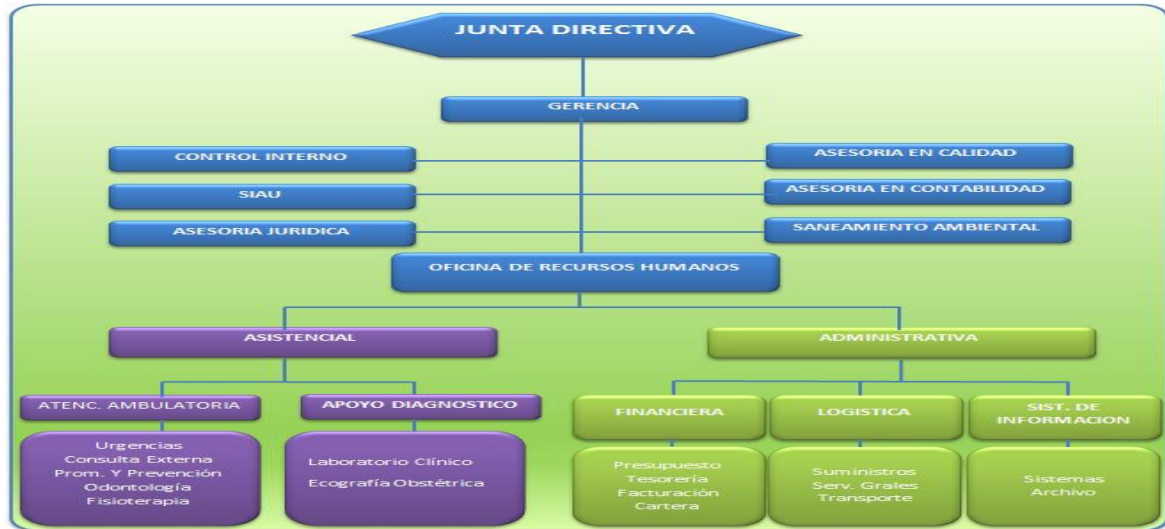 JUNTA DIRECTIVA
GERENCIA
CONTROL INTERNO
ASESORIA EN CALIDAD
SIAU
ASESORIA EN CONTABILIDAD
ASESORIA JURIDICA
SANEAMIENTO AMBIENTAL
OFICINA DE RECURSOS HUMANOS
ASISTENCIAL
ADMINISTRATIVA
ATENC. AMBULATORIA
APOYO DIAGNOSTICO
FINANCIERA
LOGISTICA
SIST. DE
INFORMACION
Urgencias
Consulta Externa
Prom. Y Prevención
Odontología
Fisioterapia
Laboratorio Clínico
Ecografía Obstétrica
Presupuesto
Tesorería
Facturación
Cartera
Suministros
Serv. Grales
Transporte
Sistemas
Archivo